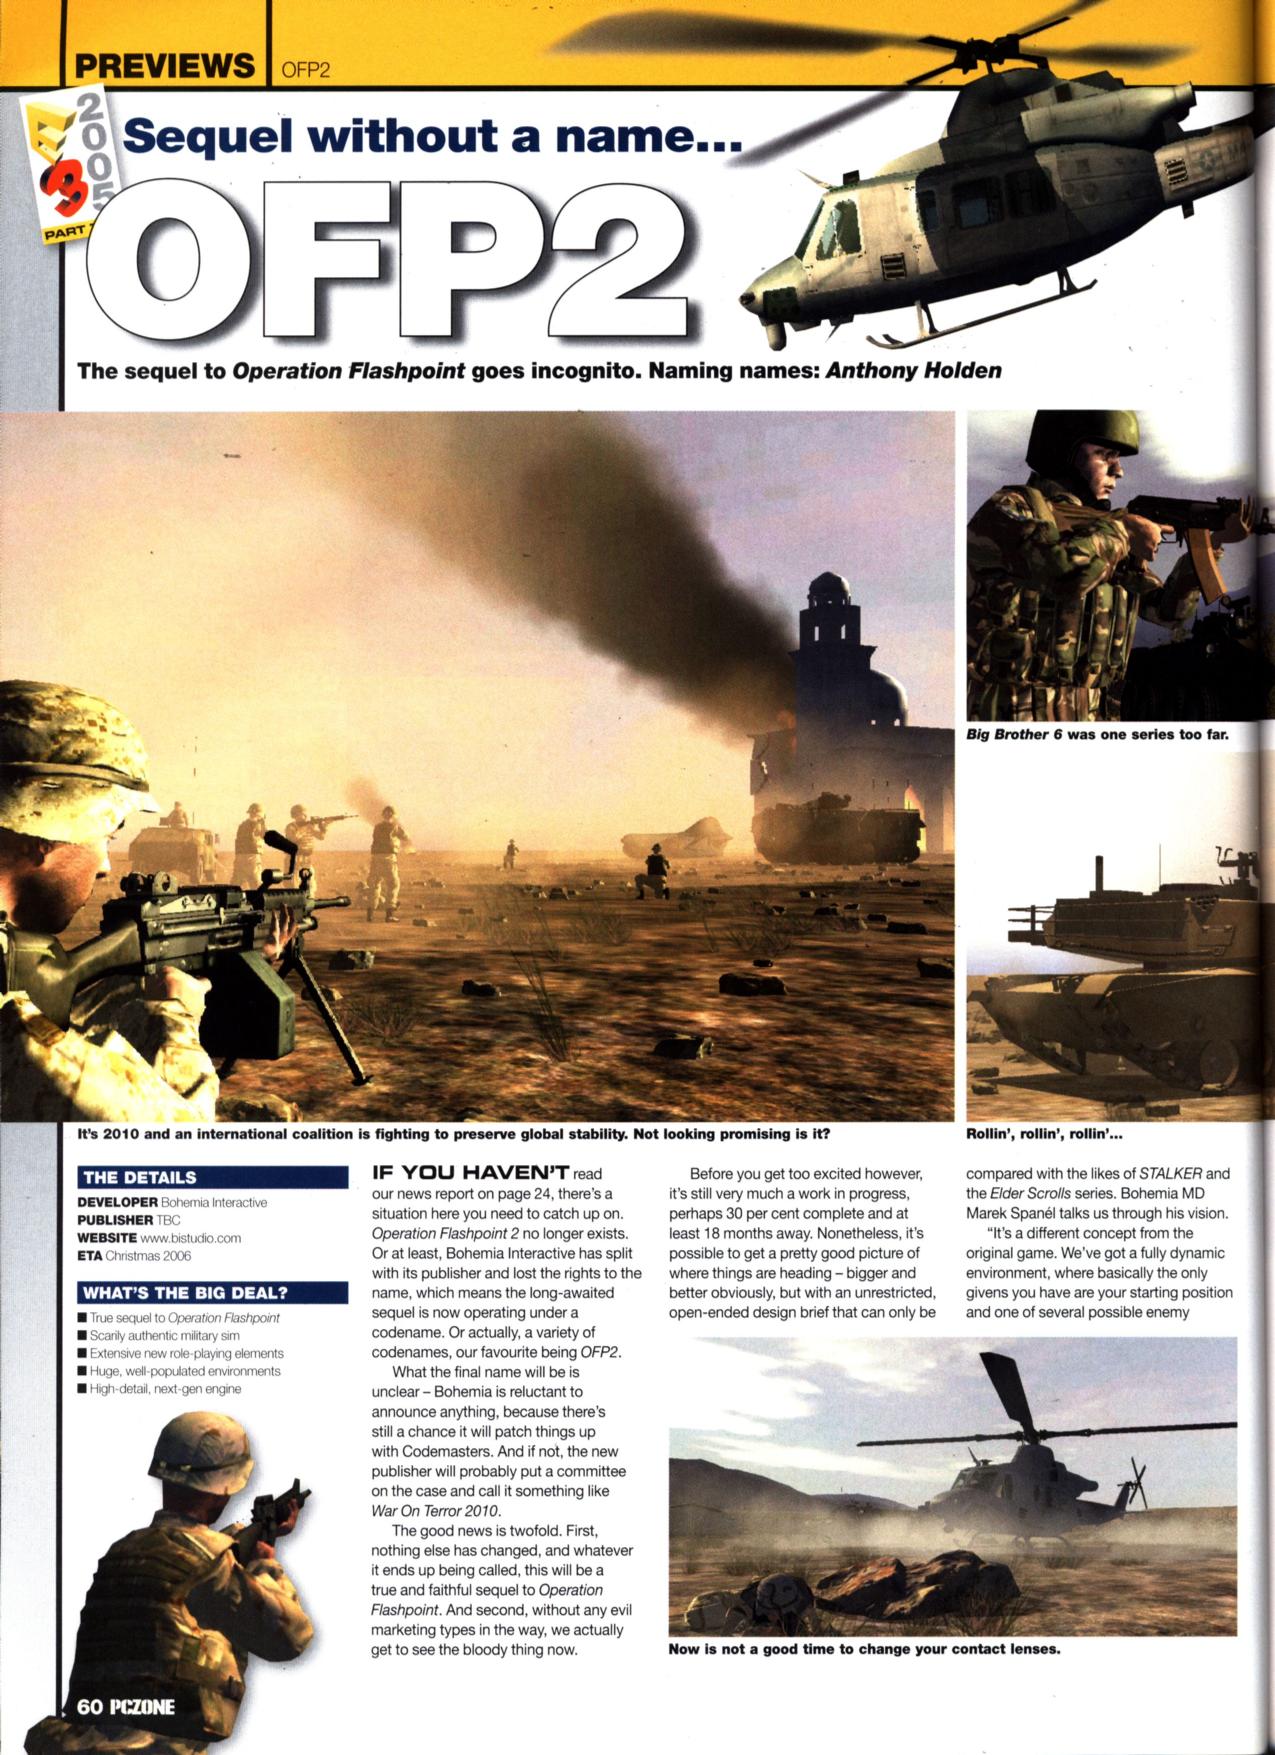 PREVIEWS
OFP2
E3
2005
PART
Sequel without a name...
OFP2
The sequel to Operation Flashpoint goes incognito. Naming names: Anthony Holden
Big Brother 6 was one series too far.
It's 2010 and an international coalition is fighting to preserve global stability. Not looking promising is it?
Rollin', rollin', rollin'...
THE DETAILS
DEVELOPER Bohemia Interactive
PUBLISHER TBC
WEBSITE www.bistudio.com
ETA Christmas 2006
WHAT'S THE BIG DEAL?
■ True sequel to Operation Flashpoint
■ Scarily authentic military sim
■ Extensive new role-playing elements
■ Huge, well-populated environments
■ High-detail, next-gen engine
IF YOU HAVEN'T read
our news report on page 24, there's a
situation here you need to catch up on.
Operation Flashpoint 2 no longer exists.
Or at least, Bohemia Interactive has split
with its publisher and lost the rights to the
name, which means the long-awaited
sequel is now operating under a
codename. Or actually, a variety of
codenames, our favourite being OFP2.
What the final name will be is
unclear – Bohemia is reluctant to
announce anything, because there's
still a chance it will patch things up
with Codemasters. And if not, the new
publisher will probably put a committee
on the case and call it something like
War On Terror 2010.
The good news is twofold. First,
nothing else has changed, and whatever
it ends up being called, this will be a
true and faithful sequel to Operation
Flashpoint. And second, without any evil
marketing types in the way, we actually
get to see the bloody thing now.
Before you get too excited however,
it's still very much a work in progress,
perhaps 30 per cent complete and at
least 18 months away. Nonetheless, it's
possible to get a pretty good picture of
where things are heading – bigger and
better obviously, but with an unrestricted,
open-ended design brief that can only be
compared with the likes of STALKER and
the Elder Scrolls series. Bohemia MD
Marek Spanél talks us through his vision.
"It's a different concept from the
original game. We've got a fully dynamic
environment, where basically the only
givens you have are your starting position
and one of several possible enemy
Now is not a good time to change your contact lenses.
60 PCZONE